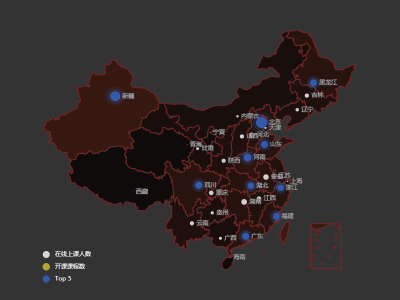 黑龙江
新疆
吉林
辽宁
内蒙古
北京
天津
宁夏
山西
河北
青海
甘肃
山东
陕西
河南
西藏
四川
重庆
湖北
安徽
江苏
上海
浙江
湖南
江西
贵州
福建
云南
广西
广东
海南
在线上课人数
开课课程数
Top 5